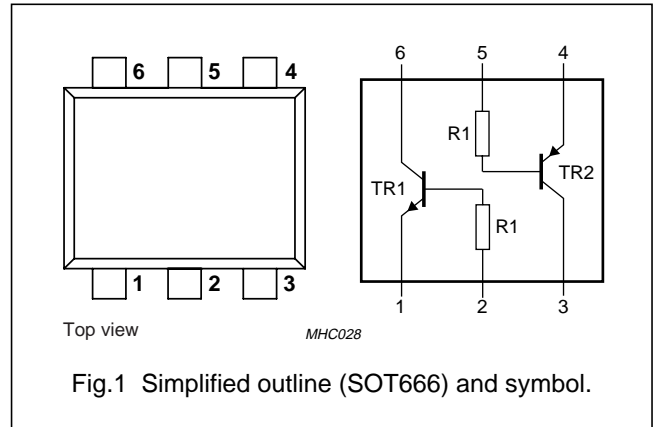 6 5 4
1 2 3
Top view
MHC028
6 5 4
R1
TR1
TR2
R1
1 2 3
Fig.1 Simplified outline (SOT666) and symbol.